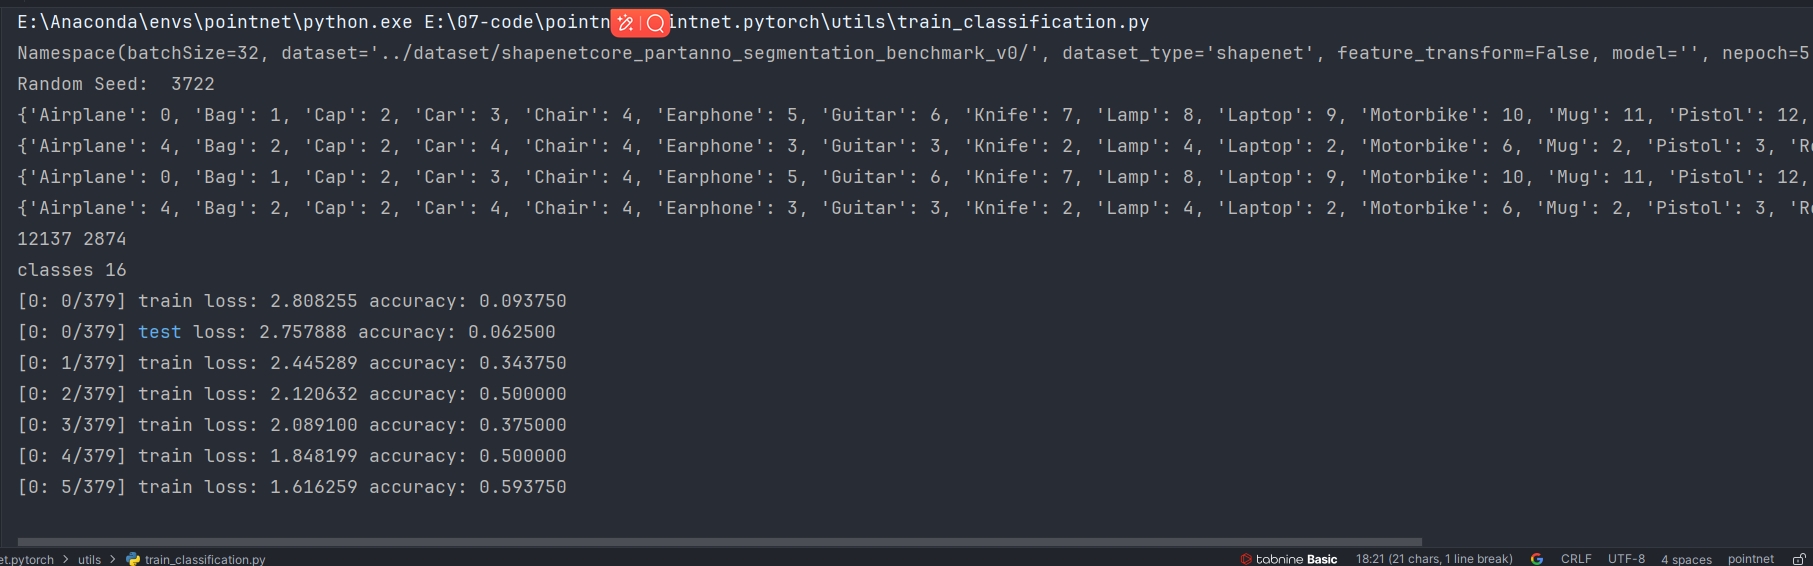 E:\Anaconda\envs\pointnet\python.exe E:\07-code\pointn intnet.pytorch\utils\train_classification.py
Namespace(batchSize=32, dataset='../dataset/shapenetcore_partanno_segmentation_benchmark_v0/', dataset_type='shapenet', feature_transform=False, model='', nepoch=5
Random Seed:  3722
{'Airplane': 0, 'Bag': 1, 'Cap': 2, 'Car': 3, 'Chair': 4, 'Earphone': 5, 'Guitar': 6, 'Knife': 7, 'Lamp': 8, 'Laptop': 9, 'Motorbike': 10, 'Mug': 11, 'Pistol': 12,
{'Airplane': 4, 'Bag': 2, 'Cap': 2, 'Car': 4, 'Chair': 4, 'Earphone': 3, 'Guitar': 3, 'Knife': 2, 'Lamp': 4, 'Laptop': 2, 'Motorbike': 6, 'Mug': 2, 'Pistol': 3, 'Ro
{'Airplane': 0, 'Bag': 1, 'Cap': 2, 'Car': 3, 'Chair': 4, 'Earphone': 5, 'Guitar': 6, 'Knife': 7, 'Lamp': 8, 'Laptop': 9, 'Motorbike': 10, 'Mug': 11, 'Pistol': 12,
{'Airplane': 4, 'Bag': 2, 'Cap': 2, 'Car': 4, 'Chair': 4, 'Earphone': 3, 'Guitar': 3, 'Knife': 2, 'Lamp': 4, 'Laptop': 2, 'Motorbike': 6, 'Mug': 2, 'Pistol': 3, 'Ro
12137 2874
classes 16
[0: 0/379] train loss: 2.808255 accuracy: 0.093750
[0: 0/379] test loss: 2.757888 accuracy: 0.062500
[0: 1/379] train loss: 2.445289 accuracy: 0.343750
[0: 2/379] train loss: 2.120632 accuracy: 0.500000
[0: 3/379] train loss: 2.089100 accuracy: 0.375000
[0: 4/379] train loss: 1.848199 accuracy: 0.500000
[0: 5/379] train loss: 1.616259 accuracy: 0.593750
et.pytorch > utils > train_classification.py tabnine Basic 18:21 (21 chars, 1 line break) CRLF UTF-8 4 spaces pointnet